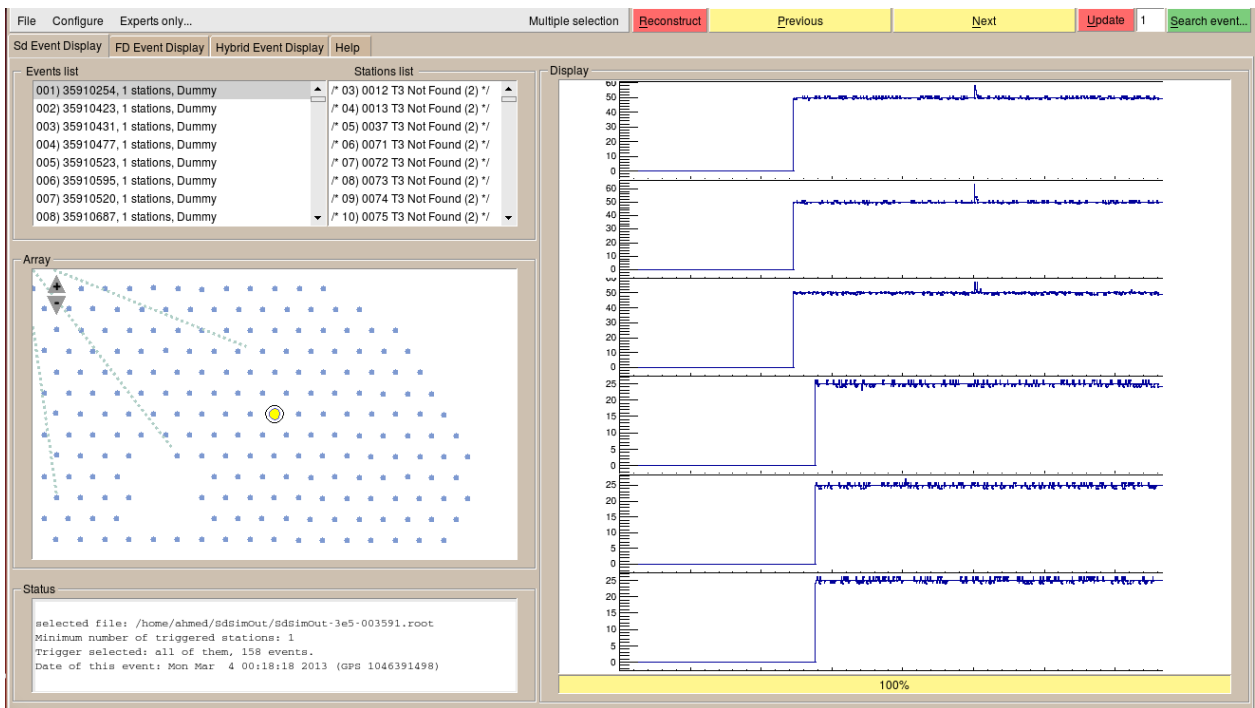 File Configure Experts only... Multiple selection Reconstruct Previous Next Update 1 Search event...
Sd Event Display FD Event Display Hybrid Event Display Help
Events list Stations list
001) 35910254, 1 stations, Dummy
002) 35910423, 1 stations, Dummy
003) 35910431, 1 stations, Dummy
004) 35910477, 1 stations, Dummy
005) 35910523, 1 stations, Dummy
006) 35910595, 1 stations, Dummy
007) 35910520, 1 stations, Dummy
008) 35910687, 1 stations, Dummy
/* 03) 0012 T3 Not Found (2) */
/* 04) 0013 T3 Not Found (2) */
/* 05) 0037 T3 Not Found (2) */
/* 06) 0071 T3 Not Found (2) */
/* 07) 0072 T3 Not Found (2) */
/* 08) 0073 T3 Not Found (2) */
/* 09) 0074 T3 Not Found (2) */
/* 10) 0075 T3 Not Found (2) */
Array
+
-
Status
selected file: /home/ahmed/SdSimOut/SdSimOut-3e5-003591.root
Minimum number of triggered stations: 1
Trigger selected: all of them, 158 events.
Date of this event: Mon Mar 4 00:18:18 2013 (GPS 1046391498)
Display
60
50
40
30
20
10
0
60
50
40
30
20
10
0
60
50
40
30
20
10
0
25
20
15
10
5
0
25
20
15
10
5
0
25
20
15
10
5
0
100%